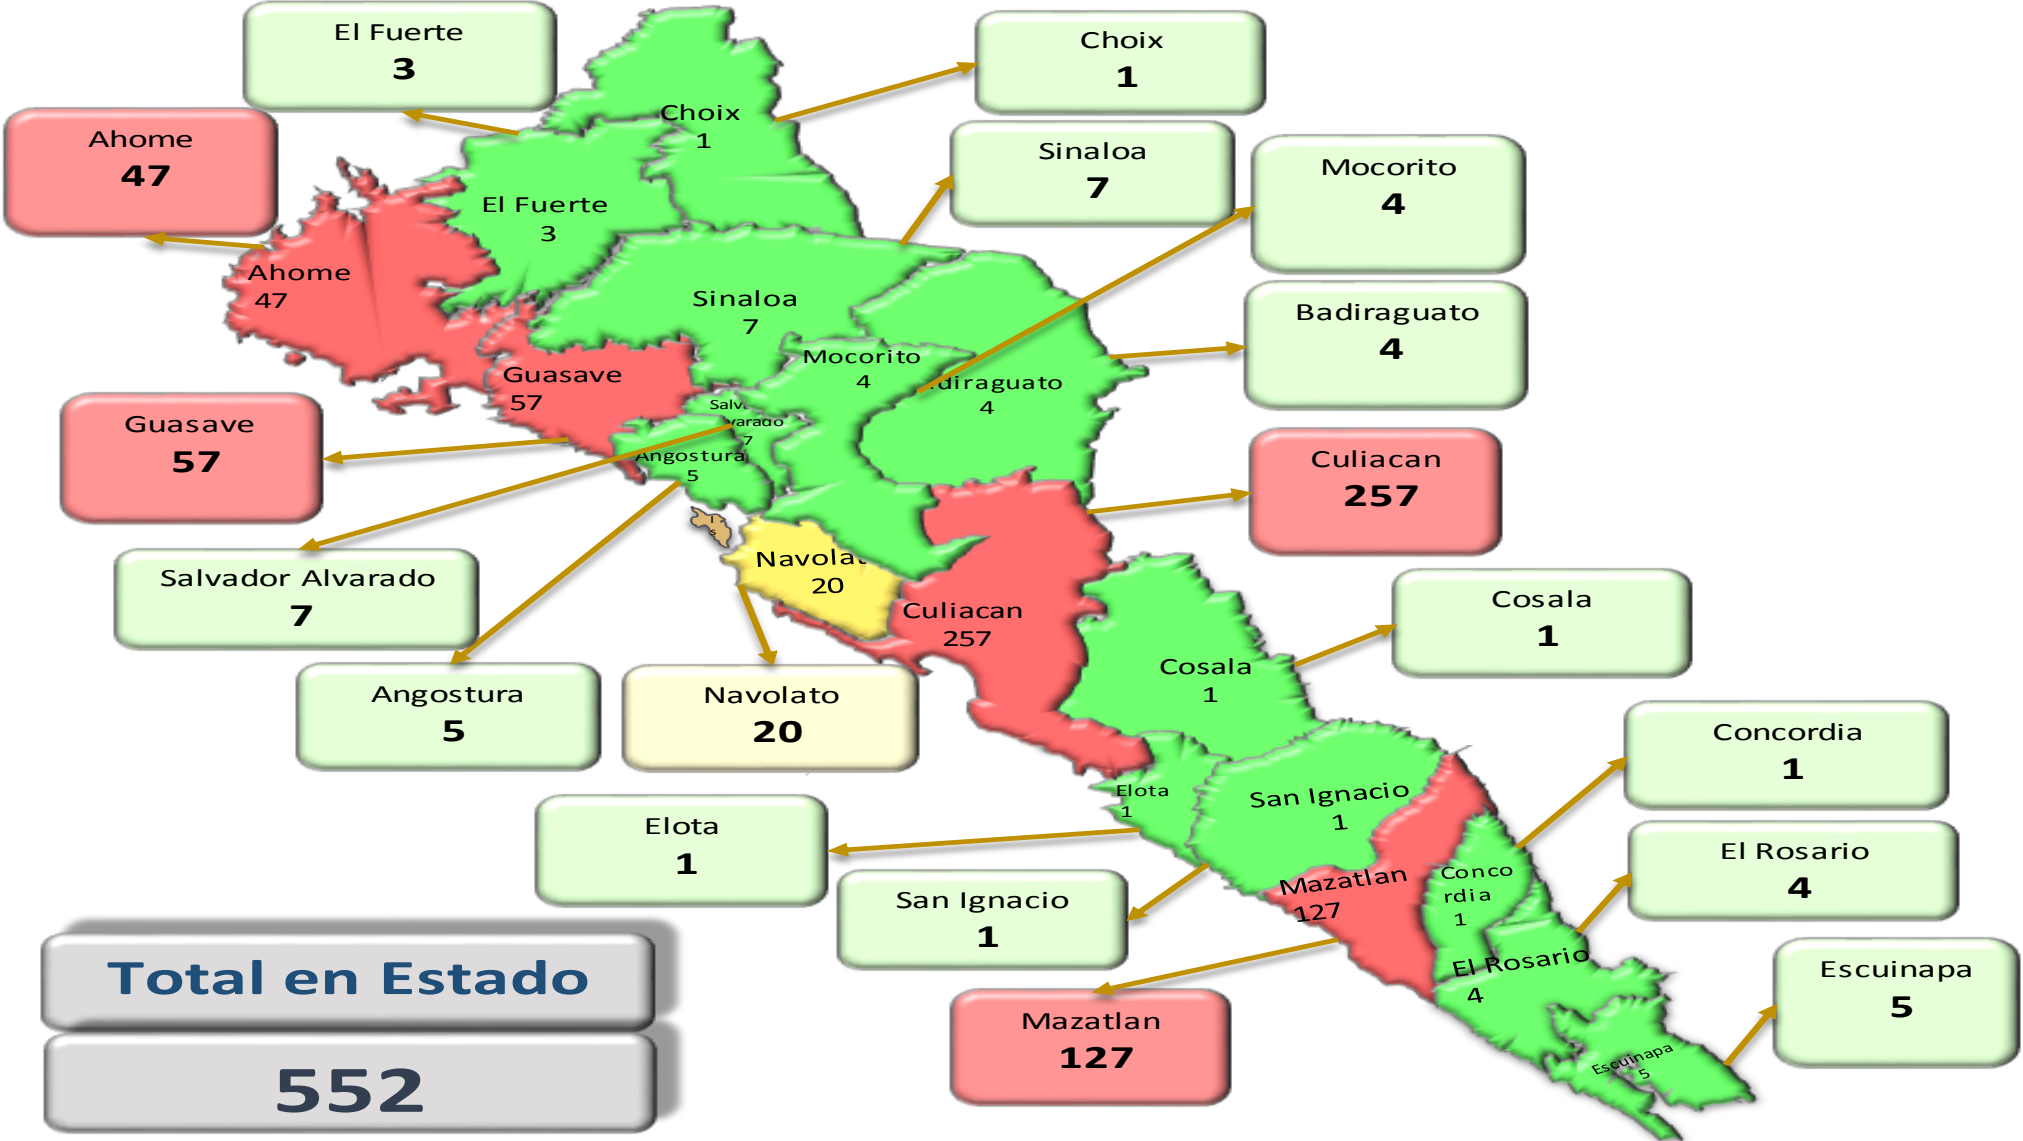 El Fuerte
3
Choix
1
Ahome
47
Sinaloa
7
Mocorito
4
Badiraguato
4
Guasave
57
Culiacan
257
Salvador Alvarado
7
Cosala
1
Angostura
5
Navolato
20
Concordia
1
Elota
1
El Rosario
4
San Ignacio
1
Escuinapa
5
Mazatlan
127
Choix
1
El Fuerte
3
Ahome
47
Sinaloa
7
Mocorito
4
diraguato
4
Guasave
57
Salv
varado
7
Angostura
5
Navolat
20
Culiacan
257
Cosala
1
Elota
1
San Ignacio
1
Mazatlan
127
Conco
rdia
1
El Rosario
4
Escuinapa
5
Total en Estado
552